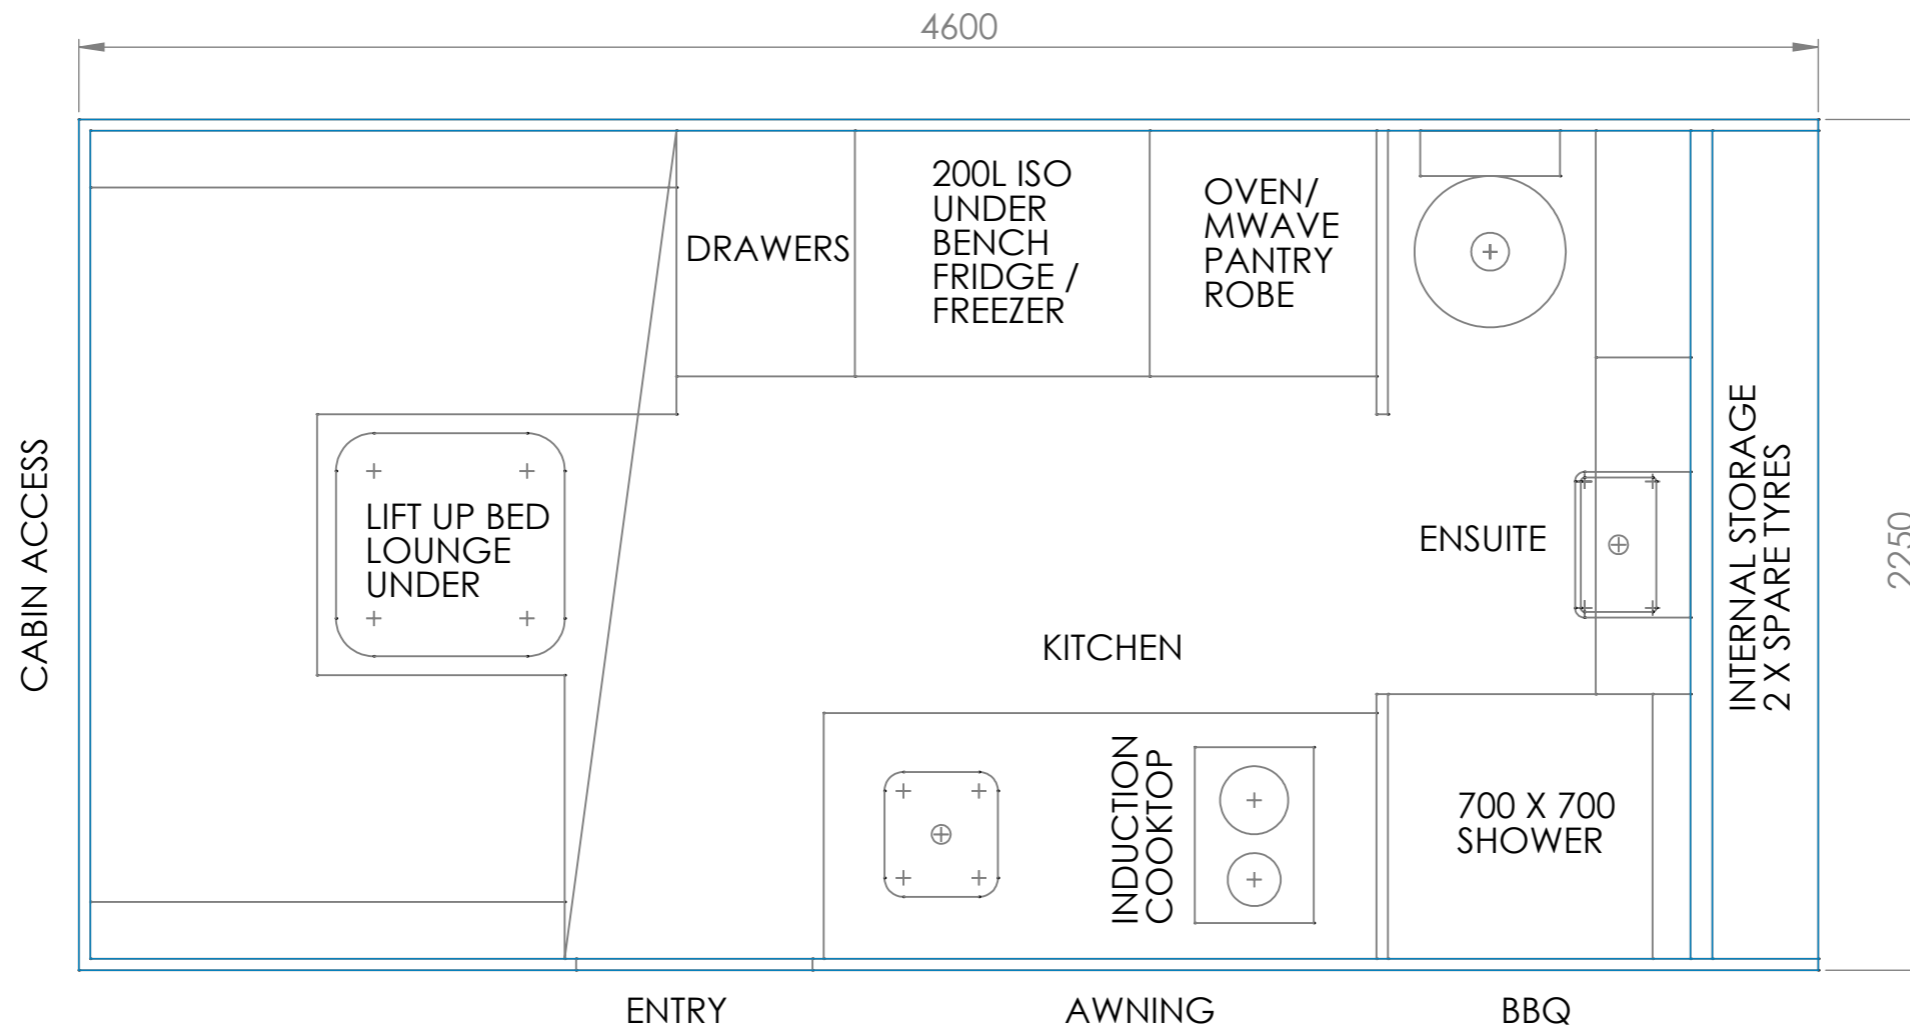 4600
200L ISO
UNDER
BENCH
FRIDGE /
FREEZER
OVEN/
MWAVE
PANTRY
ROBE
DRAWERS
CABIN ACCESS
LIFT UP BED
LOUNGE
UNDER
ENSUITE
INTERNAL STORAGE
2 X SPARE TYRES
2250
KITCHEN
INDUCTION
COOKTOP
700 X 700
SHOWER
ENTRY
AWNING
BBQ